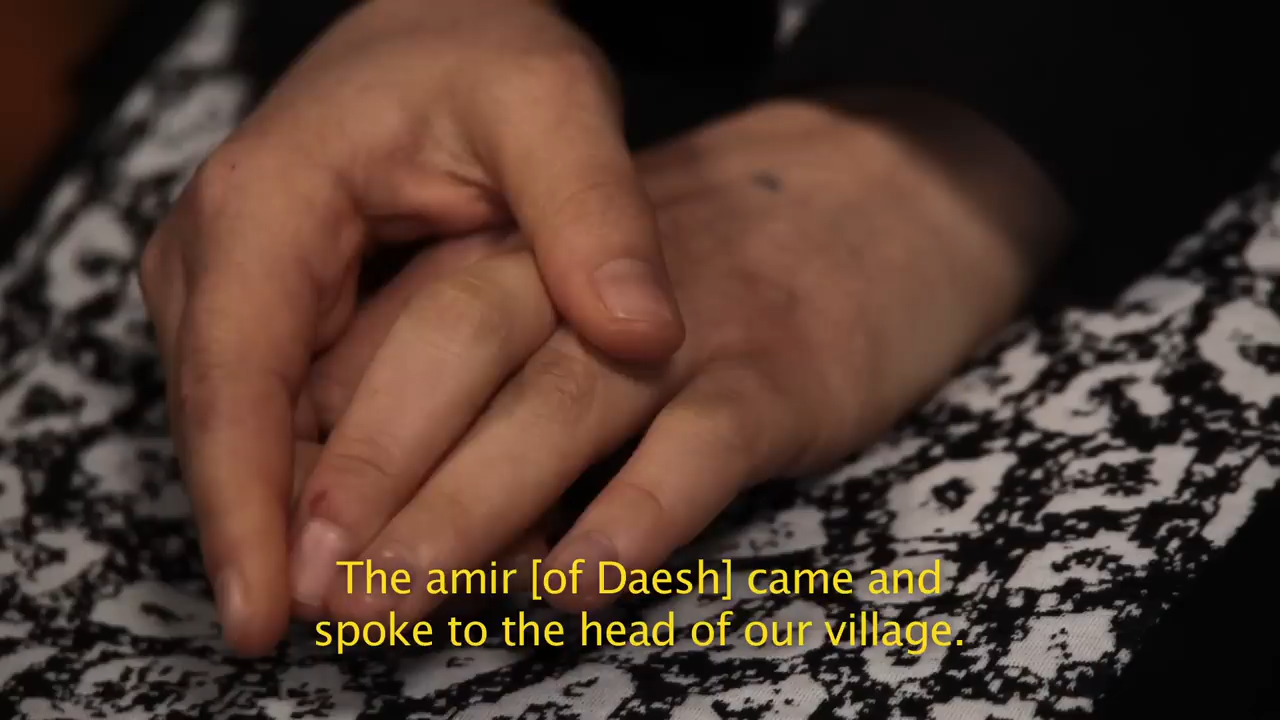 The amir [of Daesh] came and
spoke to the head of our village.